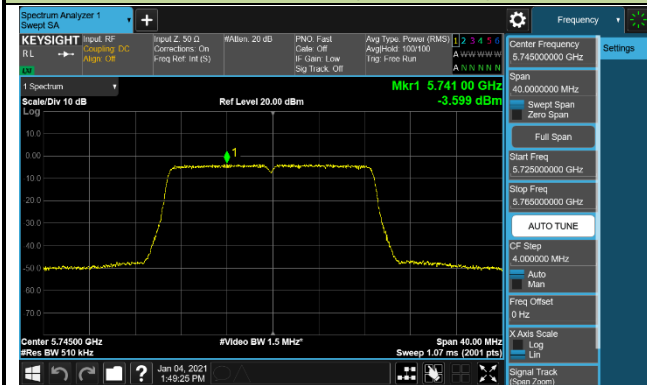 Spectrum Analyzer 1
Swept SA
+
Frequency
KEYSIGHT Input: RF Input Z: 50 Ω #Atten: 20 dB PNO: Fast Avg Type: Power (RMS) 1 2 3 4 5 6
RL Coupling: DC Corrections: On Gate: Off Avg|Hold: 100/100 A W W W W W
Align: Off Freq Ref: Int (S) IF Gain: Low Trig: Free Run
LXI Sig Track: Off A N N N N N
Center Frequency
5.745000000 GHz
Settings
Span
40.0000000 MHz
Swept Span
Zero Span
Full Span
Start Freq
5.725000000 GHz
Stop Freq
5.765000000 GHz
AUTO TUNE
CF Step
4.000000 MHz
Auto
Man
Freq Offset
0 Hz
X Axis Scale
Log
Lin
Signal Track
(Span Zoom)
1 Spectrum
Mkr1 5.741 00 GHz
Scale/Div 10 dB Ref Level 20.00 dBm -3.599 dBm
Log
10.0
0.00
1
-10.0
-20.0
-30.0
-40.0
-50.0
-60.0
-70.0
Center 5.74500 GHz #Video BW 1.5 MHz* Span 40.00 MHz
#Res BW 510 kHz Sweep 1.07 ms (2001 pts)
? Jan 04, 2021
1:49:25 PM